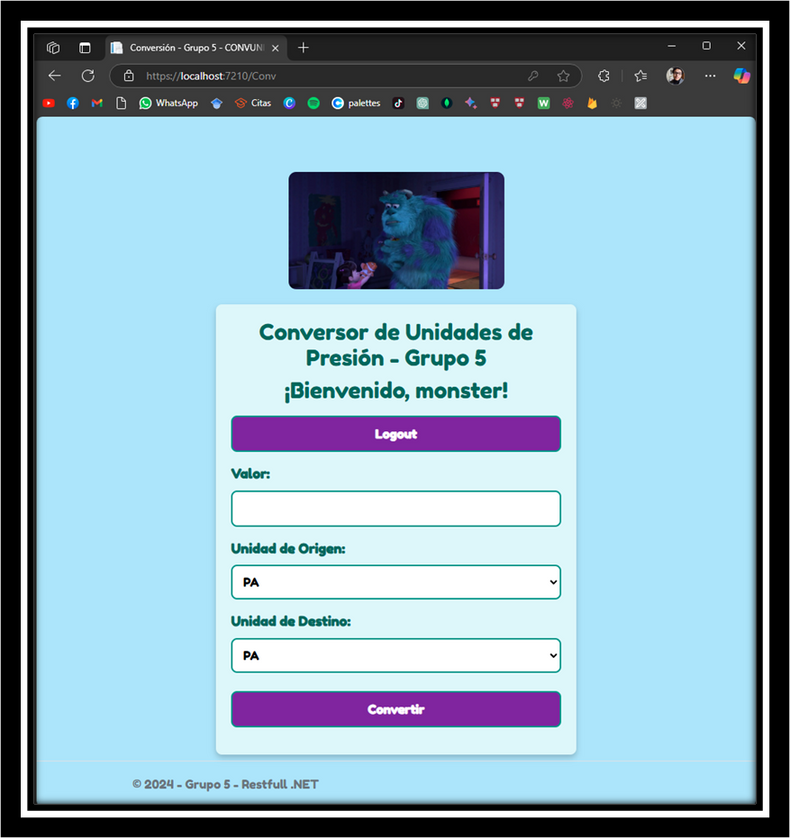 Conversión - Grupo 5 - CONVUN
https://localhost:7210/Conv
WhatsApp
Citas
palettes
Conversor de Unidades de
Presión - Grupo 5
¡Bienvenido, monster!
Logout
Valor:
Unidad de Origen:
PA
Unidad de Destino:
PA
Convertir
© 2024 - Grupo 5 - Restfull .NET